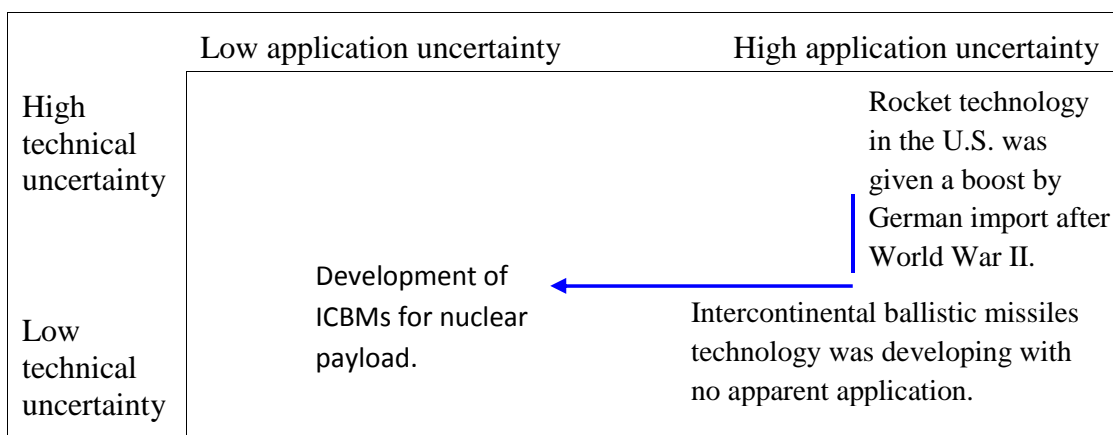 Low application uncertainty
High application uncertainty
High
technical
uncertainty
Rocket technology
in the U.S. was
given a boost by
German import after
World War II.
Development of
ICBMs for nuclear
payload.
Intercontinental ballistic missiles
technology was developing with
no apparent application.
Low
technical
uncertainty